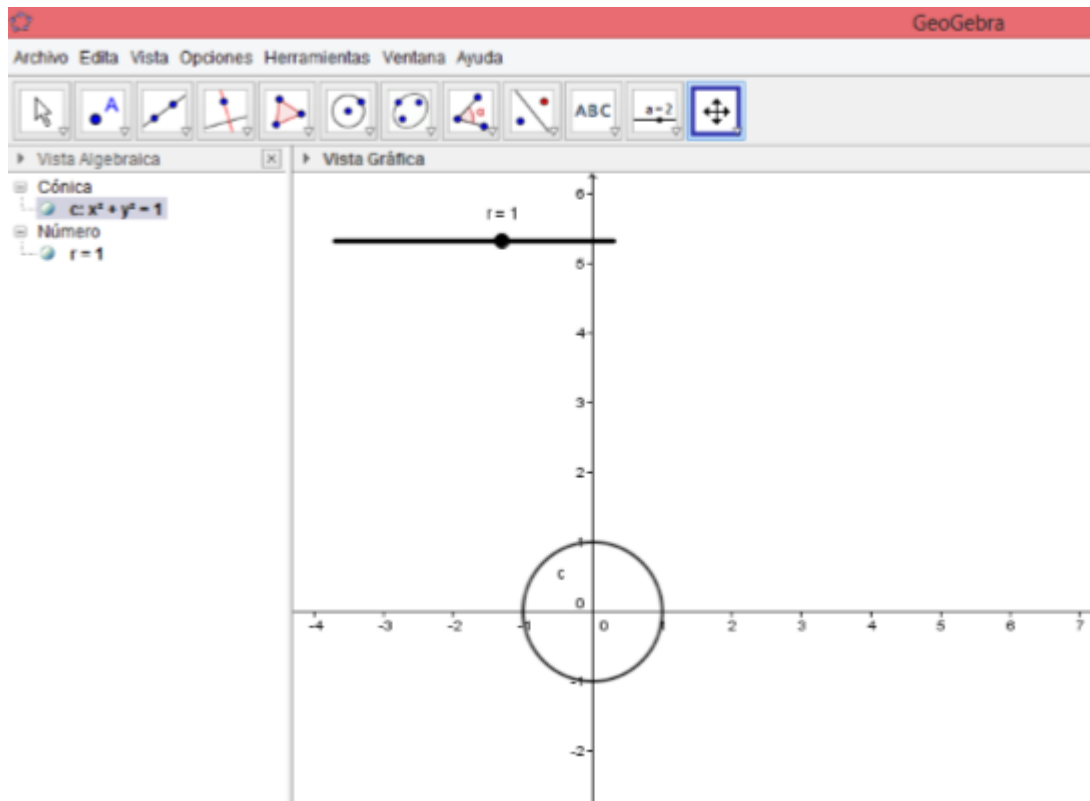 GeoGebra
Archivo Edita Vista Opciones Herramientas Ventana Ayuda
A
α
ABC
a=2
Vista Algebraica
Vista Gráfica
Cónica
c: x² + y² = 1
Número
r = 1
r = 1
6
5
4
3
2
1
c
0
-4 -3 -2 -1 0 1 2 3 4 5 6 7
-1
-2